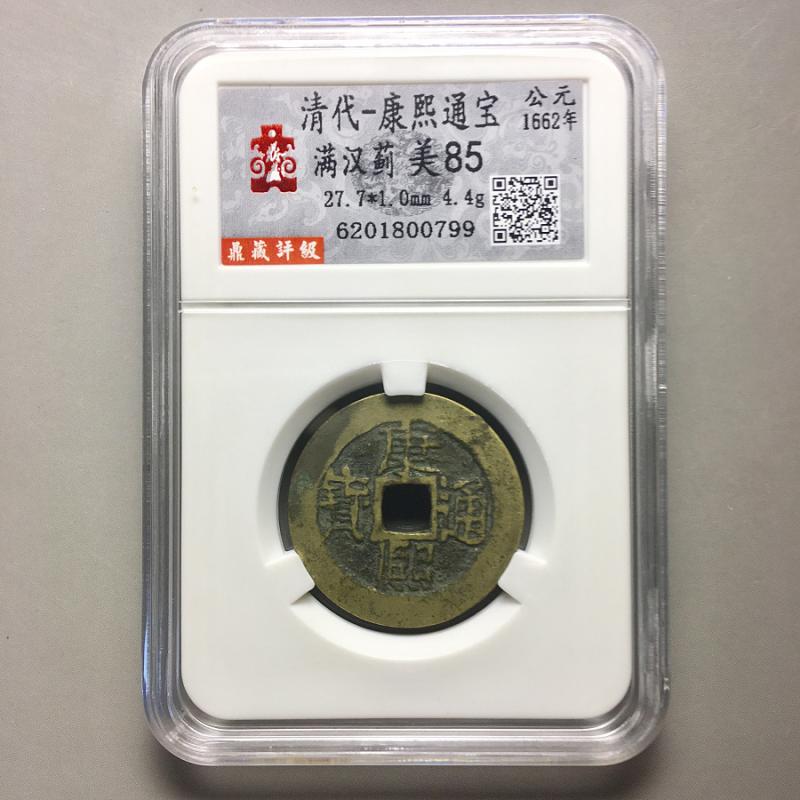 清代-康熙通宝
公元
1662年
满汉蓟 美85
27.7*1.0mm 4.4g
6201800799
鼎藏評級
康熙通寳